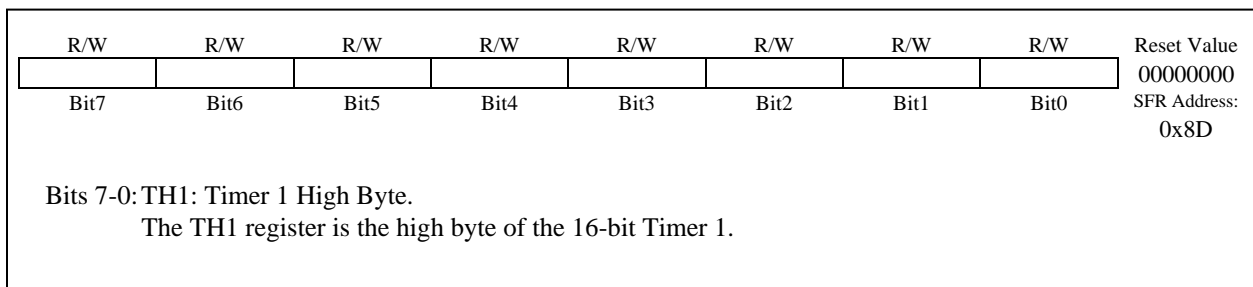 R/W R/W R/W R/W R/W R/W R/W R/W Reset Value
00000000
Bit7 Bit6 Bit5 Bit4 Bit3 Bit2 Bit1 Bit0 SFR Address:
0x8D
Bits 7-0: TH1: Timer 1 High Byte.
The TH1 register is the high byte of the 16-bit Timer 1.